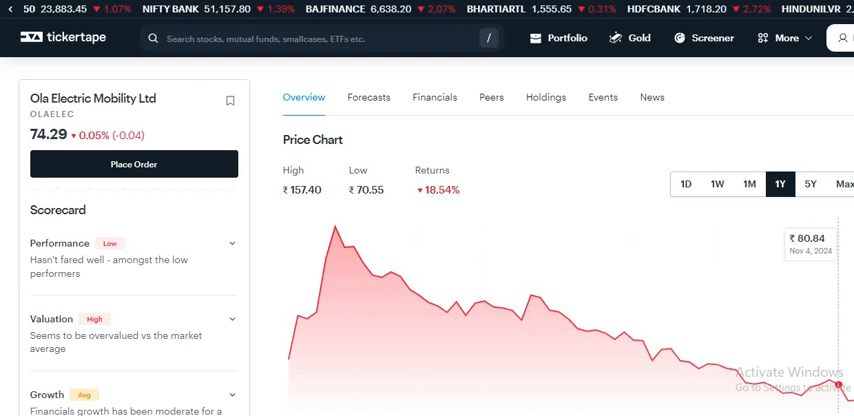 50 23,883.45 ▼ 1.07% NIFTY BANK 51,157.80 ▼ 1.39% BAJFINANCE 6,638.20 ▼ 2.07% BHARTIARTL 1,555.65 ▼ 0.31% HDFCBANK 1,718.20 ▼ 2.72% HINDUNILVR 2,
tickertape Search stocks, mutual funds, smallcases, ETFs etc. / Portfolio Gold Screener More
Ola Electric Mobility Ltd
OLAELEC
74.29 ▼ 0.05% (-0.04)
Place Order
Scorecard
Performance Low
Hasn't fared well - amongst the low
performers
Valuation High
Seems to be overvalued vs the market
average
Growth Avg
Financials growth has been moderate for a
Overview Forecasts Financials Peers Holdings Events News
Price Chart
High Low Returns
₹ 157.40 ₹ 70.55 ▼ 18.54%
1D 1W 1M 1Y 5Y Max
₹ 80.84
Nov 4, 2024
Activate Windows
Go to Settings to activate